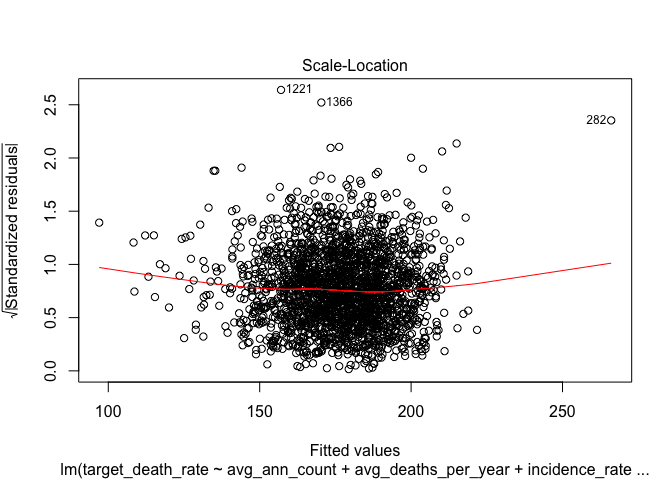 Scale-Location
1221
1366
282
2.5
2.0
1.5
1.0
0.5
0.0
√|Standardized residuals|
100 150 200 250
Fitted values
lm(target_death_rate ~ avg_ann_count + avg_deaths_per_year + incidence_rate ...